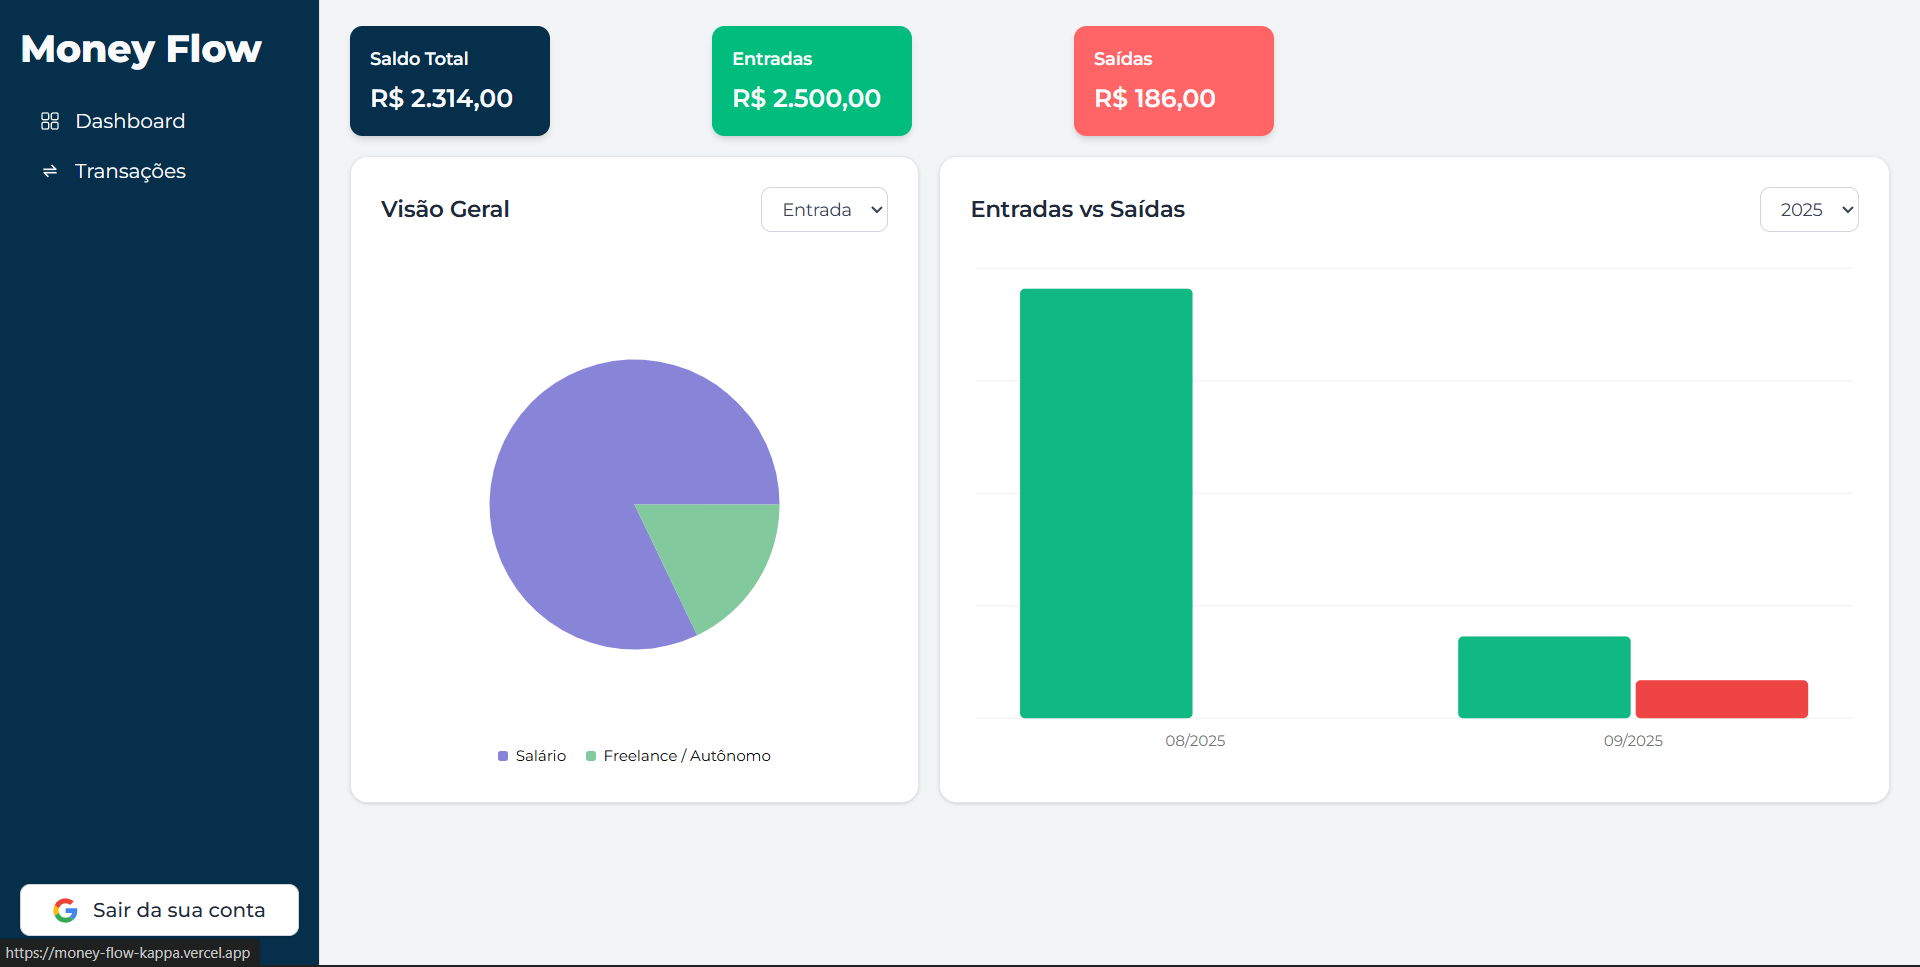 Money Flow
Dashboard
Transações
Saldo Total
R$ 2.314,00
Entradas
R$ 2.500,00
Saídas
R$ 186,00
Visão Geral
Entrada
Salário
Freelance / Autônomo
Entradas vs Saídas
2025
08/2025
09/2025
Sair da sua conta
https://money-flow-kappa.vercel.app